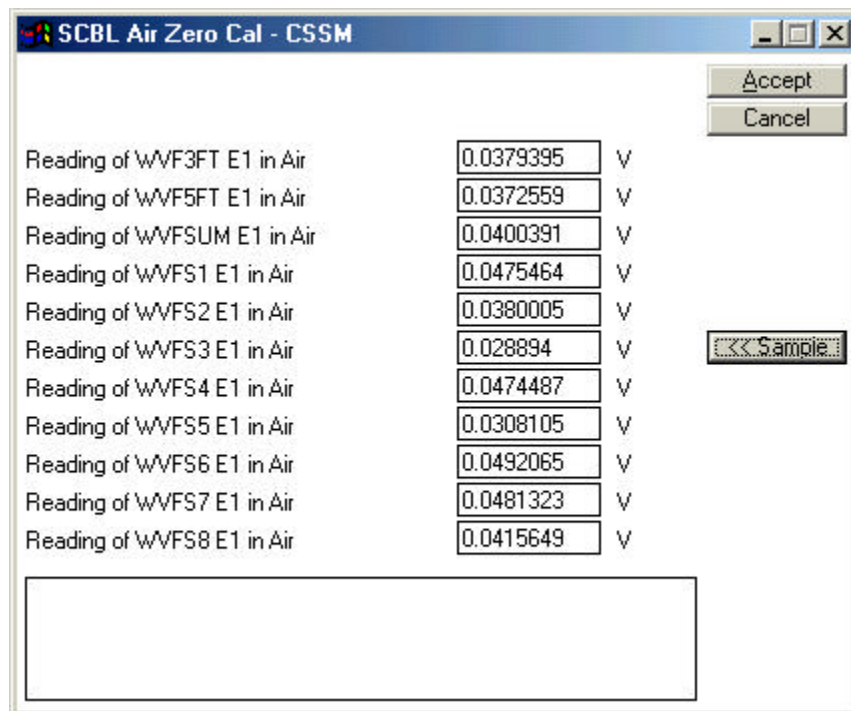 SCBL Air Zero Cal - CSSM
Accept
Cancel
Reading of WVF3FT E1 in Air 0.0379395 V
Reading of WVF5FT E1 in Air 0.0372559 V
Reading of WVFSUM E1 in Air 0.0400391 V
Reading of WVFS1 E1 in Air 0.0475464 V
Reading of WVFS2 E1 in Air 0.0380005 V
Reading of WVFS3 E1 in Air 0.028894 V << Sample
Reading of WVFS4 E1 in Air 0.0474487 V
Reading of WVFS5 E1 in Air 0.0308105 V
Reading of WVFS6 E1 in Air 0.0492065 V
Reading of WVFS7 E1 in Air 0.0481323 V
Reading of WVFS8 E1 in Air 0.0415649 V